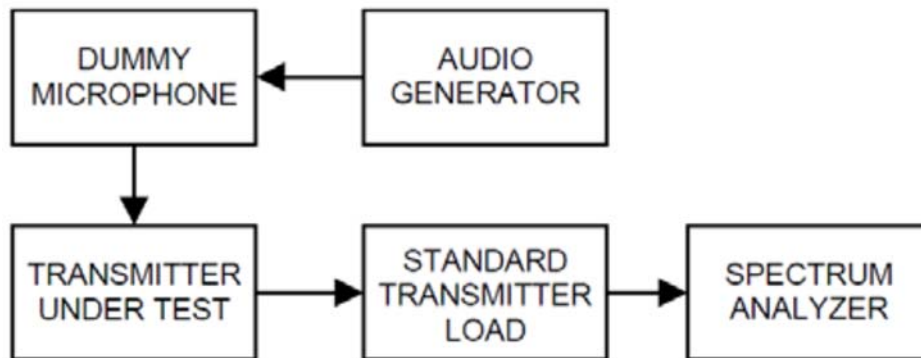 DUMMY
MICROPHONE
AUDIO
GENERATOR
TRANSMITTER
UNDER TEST
STANDARD
TRANSMITTER
LOAD
SPECTRUM
ANALYZER